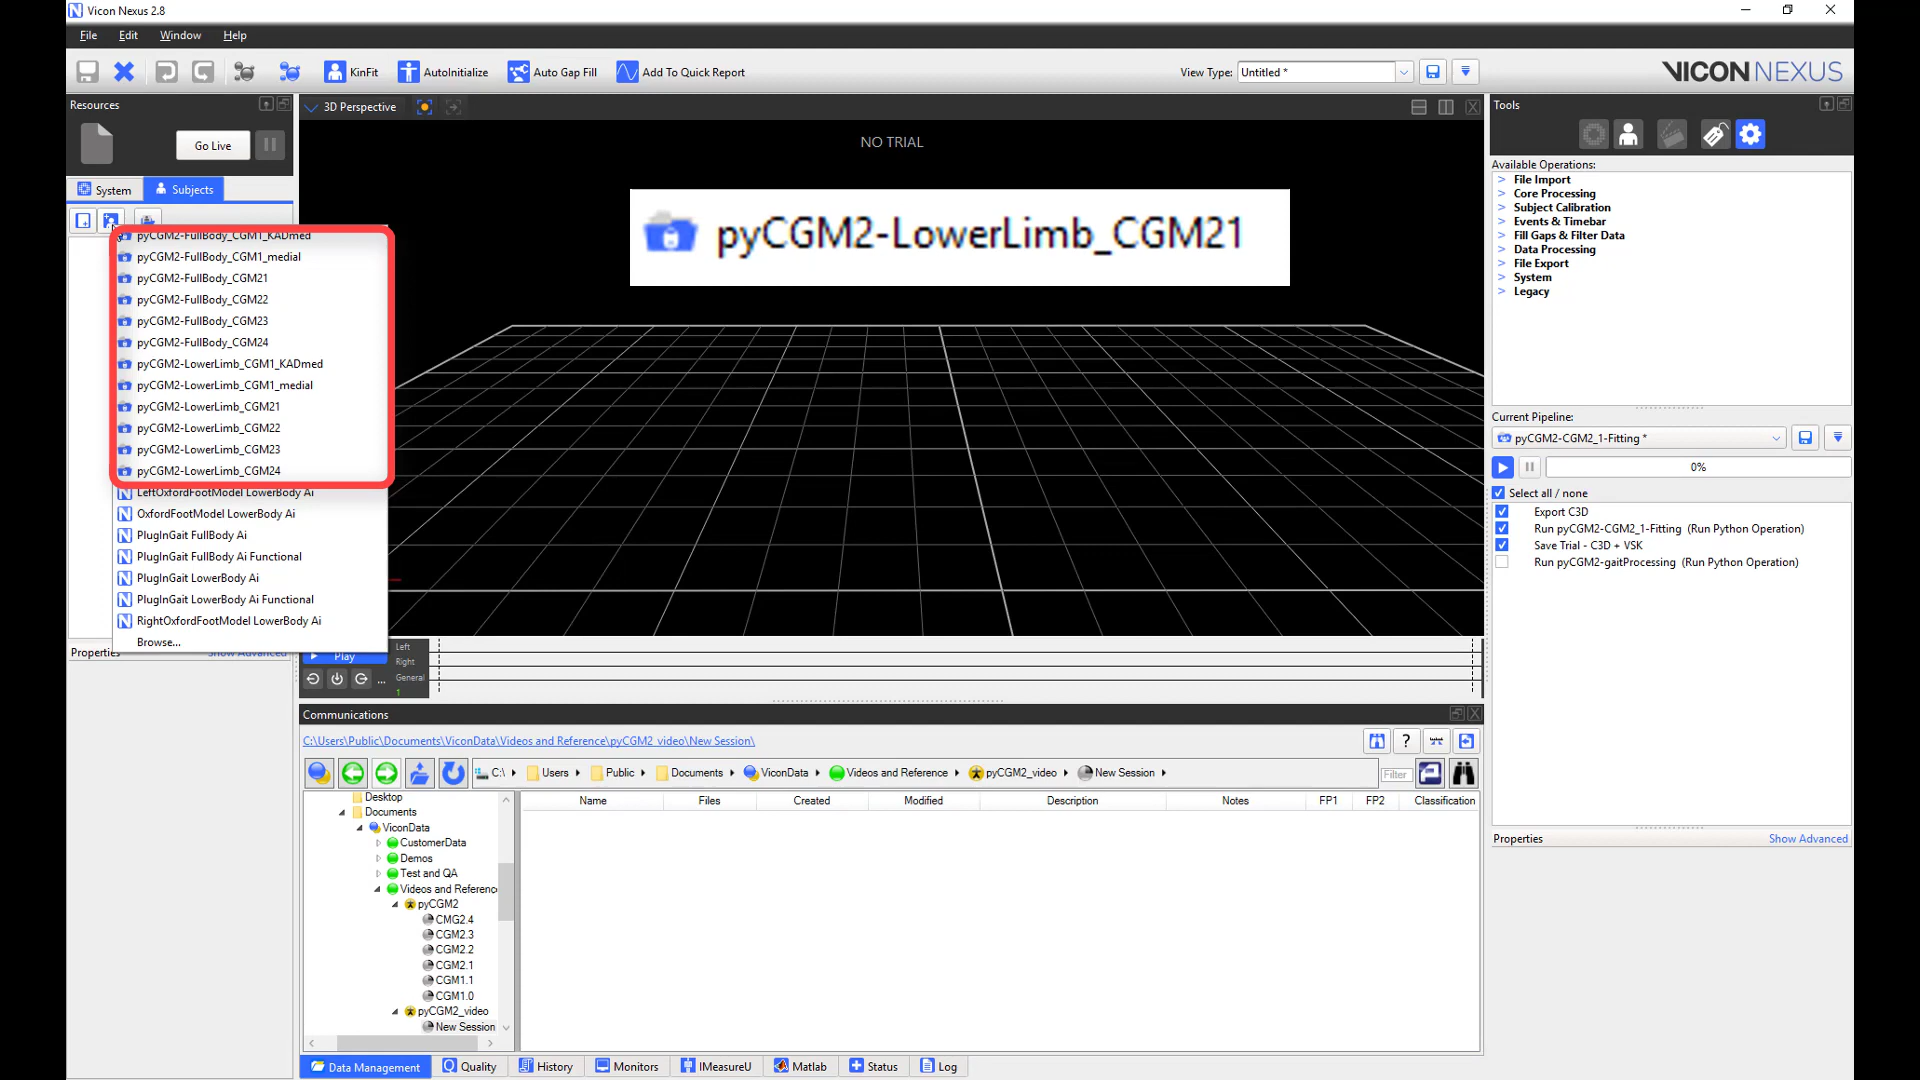 Vicon Nexus 2.8
File Edit Window Help
KinFit AutoInitialize Auto Gap Fill Add To Quick Report View Type: Untitled * VICON NEXUS
Resources
Go Live
System Subjects
pyCGM2-FullBody_CGM1_KADmed
pyCGM2-FullBody_CGM1_medial
pyCGM2-FullBody_CGM21
pyCGM2-FullBody_CGM22
pyCGM2-FullBody_CGM23
pyCGM2-FullBody_CGM24
pyCGM2-LowerLimb_CGM1_KADmed
pyCGM2-LowerLimb_CGM1_medial
pyCGM2-LowerLimb_CGM21
pyCGM2-LowerLimb_CGM22
pyCGM2-LowerLimb_CGM23
pyCGM2-LowerLimb_CGM24
LeftOxfordFootModel LowerBody Ai
OxfordFootModel LowerBody Ai
PlugInGait FullBody Ai
PlugInGait FullBody Ai Functional
PlugInGait LowerBody Ai
PlugInGait LowerBody Ai Functional
RightOxfordFootModel LowerBody Ai
Browse...
Properties Show Advanced
3D Perspective
NO TRIAL
pyCGM2-LowerLimb_CGM21
Play
Left
Right
General
...
1
Communications
C:\Users\Public\Documents\ViconData\Videos and Reference\pyCGM2_video\New Session\
?
C:\ Users Public Documents ViconData Videos and Reference pyCGM2_video New Session Filter
Name Files Created Modified Description Notes FP1 FP2 Classification
Desktop
Documents
ViconData
CustomerData
Demos
Test and QA
Videos and Referenc
pyCGM2
CMG2.4
CGM2.3
CGM2.2
CGM2.1
CGM1.1
CGM1.0
pyCGM2_video
New Session
Data Management Quality History Monitors IMeasureU Matlab Status Log
Tools
Available Operations:
> File Import
> Core Processing
> Subject Calibration
> Events & Timebar
> Fill Gaps & Filter Data
> Data Processing
> File Export
> System
> Legacy
Current Pipeline:
pyCGM2-CGM2_1-Fitting *
0%
Select all / none
Export C3D
Run pyCGM2-CGM2_1-Fitting (Run Python Operation)
Save Trial - C3D + VSK
Run pyCGM2-gaitProcessing (Run Python Operation)
Properties Show Advanced